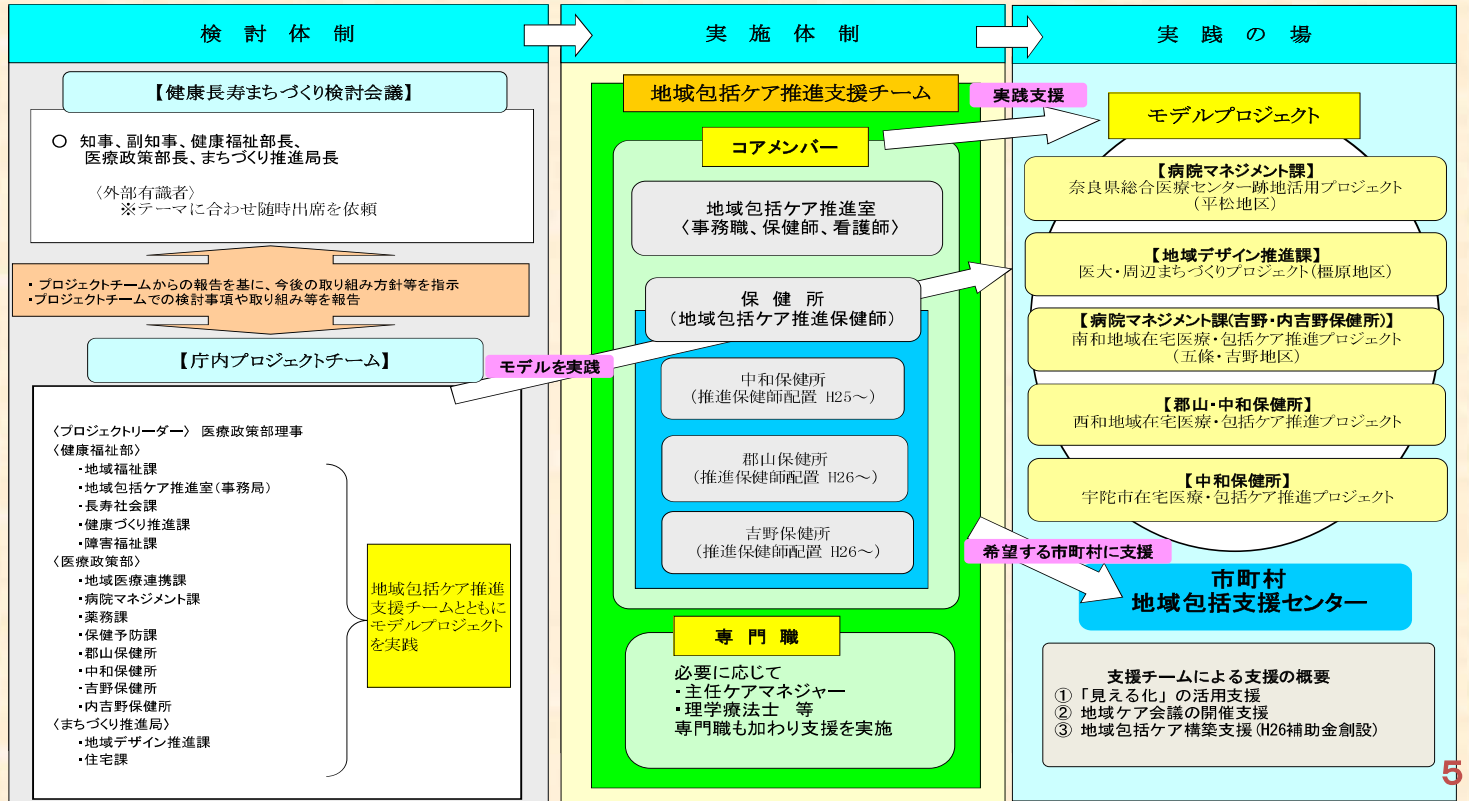 検討体制
【健康長寿まちづくり検討会議】
○ 知事、副知事、健康福祉部長、
医療政策部長、まちづくり推進局長
〈外部有識者〉
※テーマに合わせ随時出席を依頼
・プロジェクトチームからの報告を基に、今後の取り組み方針等を指示
・プロジェクトチームでの検討事項や取り組み等を報告
【庁内プロジェクトチーム】
〈プロジェクトリーダー〉 医療政策部理事
〈健康福祉部〉
・地域福祉課
・地域包括ケア推進室(事務局)
・長寿社会課
・健康づくり推進課
・障害福祉課
〈医療政策部〉
・地域医療連携課
・病院マネジメント課
・薬務課
・保健予防課
・郡山保健所
・中和保健所
・吉野保健所
・内吉野保健所
〈まちづくり推進局〉
・地域デザイン推進課
・住宅課
地域包括ケア推進
支援チームとともに
モデルプロジェクト
を実践
モデルを実践
実施体制
地域包括ケア推進支援チーム
コアメンバー
地域包括ケア推進室
〈事務職、保健師、看護師〉
保健所
(地域包括ケア推進保健師)
中和保健所
(推進保健師配置 H25～)
郡山保健所
(推進保健師配置 H26～)
吉野保健所
(推進保健師配置 H26～)
専門職
必要に応じて
・主任ケアマネジャー
・理学療法士 等
専門職も加わり支援を実施
実践支援
希望する市町村に支援
実践の場
モデルプロジェクト
【病院マネジメント課】
奈良県総合医療センター跡地活用プロジェクト
(平松地区)
【地域デザイン推進課】
医大・周辺まちづくりプロジェクト(橿原地区)
【病院マネジメント課(吉野・内吉野保健所)】
南和地域在宅医療・包括ケア推進プロジェクト
(五條・吉野地区)
【郡山・中和保健所】
西和地域在宅医療・包括ケア推進プロジェクト
【中和保健所】
宇陀市在宅医療・包括ケア推進プロジェクト
市町村
地域包括支援センター
支援チームによる支援の概要
① 「見える化」の活用支援
② 地域ケア会議の開催支援
③ 地域包括ケア構築支援(H26補助金創設)
5